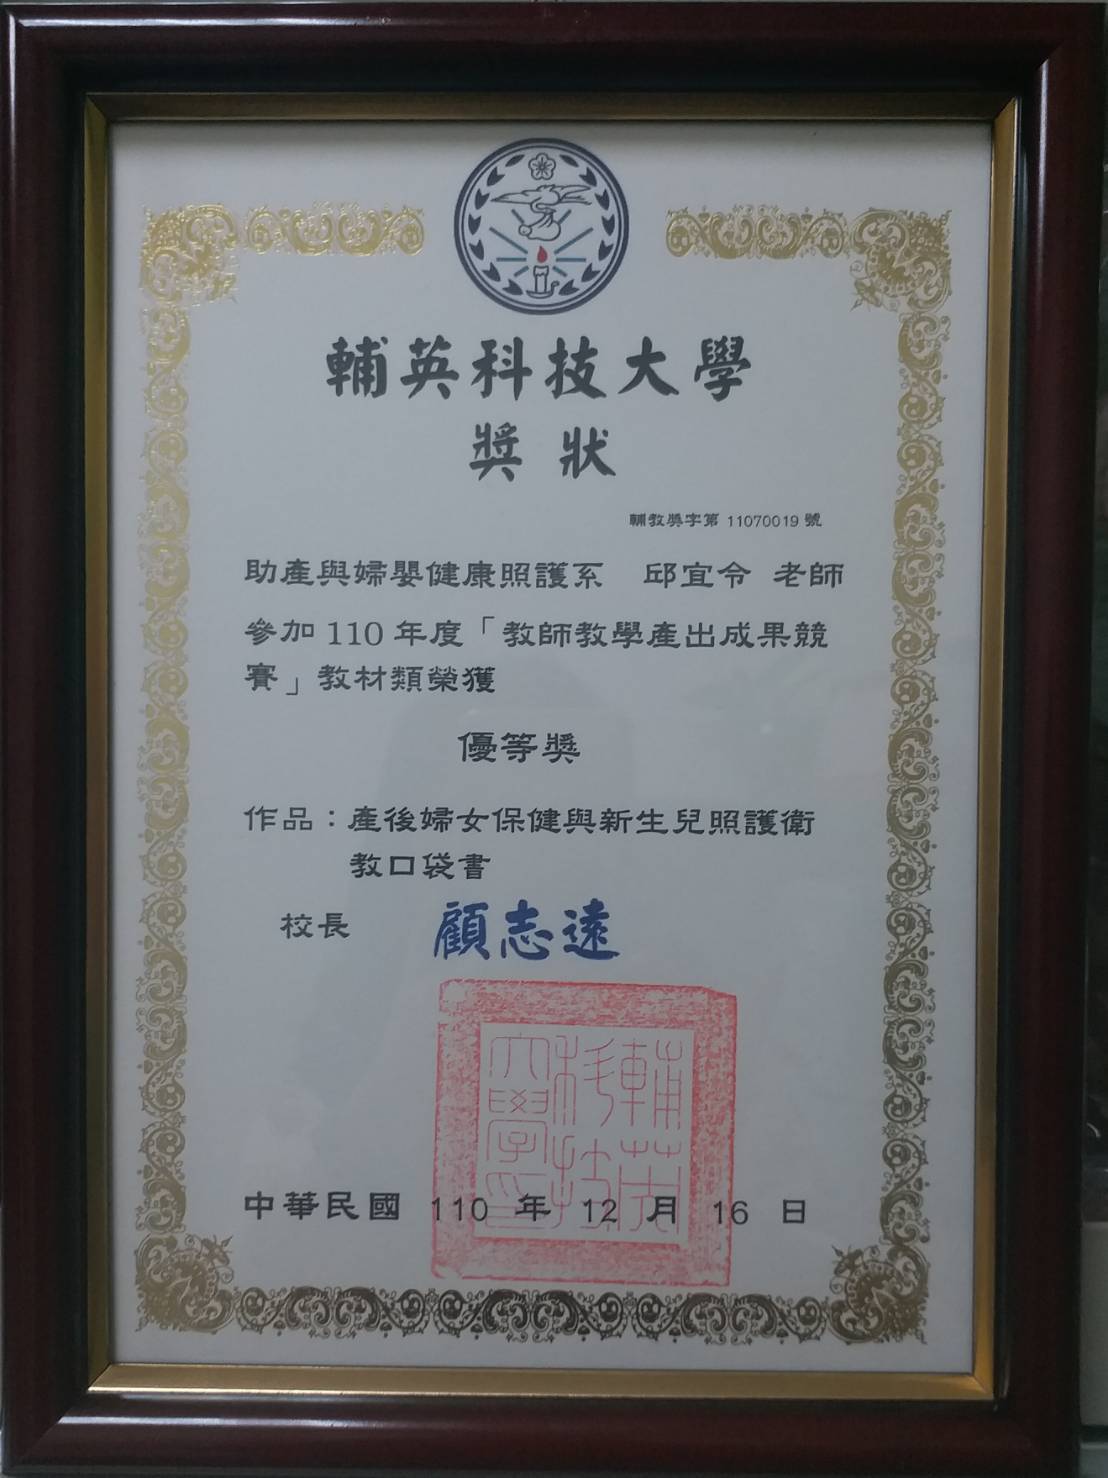 輔英科技大學
獎狀
輔教獎字第 11070019 號
助產與婦嬰健康照護系 邱宜令 老師
參加 110 年度「教師教學產出成果競
賽」教材類榮獲
優等獎
作品：產後婦女保健與新生兒照護衛
教口袋書
校長 顧志遠
輔英科技大學印
中華民國 110 年 12 月 16 日